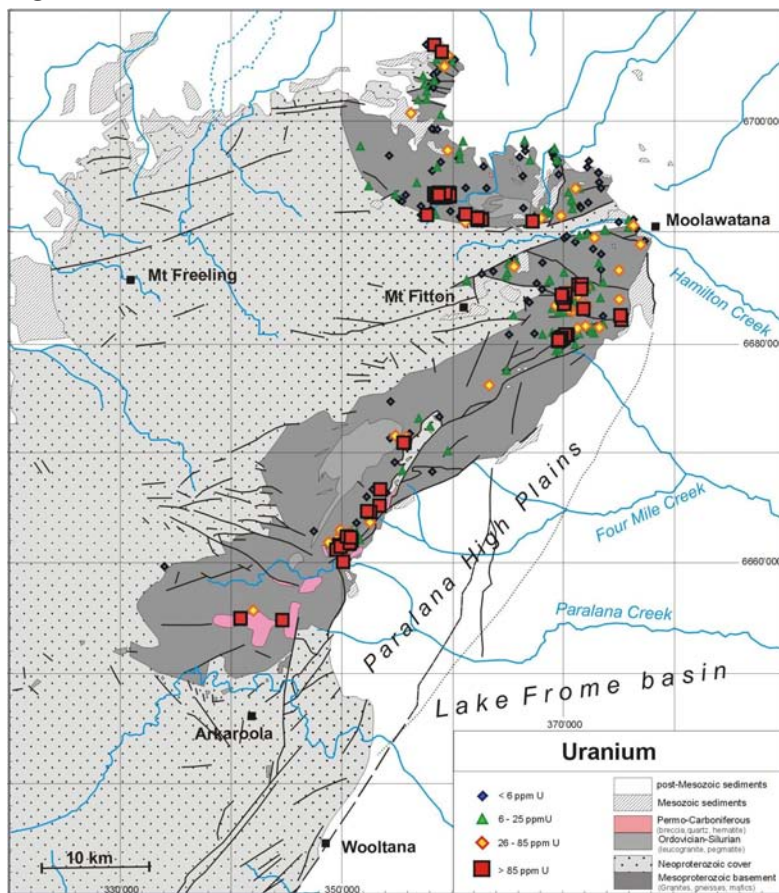 6700'000
Moolawatana
Mt Freeling
Mt Fitton
Hamilton Creek
6680'000
Paralana High Plains
Four Mile Creek
6660'000
Paralana Creek
Lake Frome basin
370'000
Arkaroola
Uranium
< 6 ppm U
6 - 25 ppmU
26 - 85 ppm U
> 85 ppm U
post-Mesozoic sediments
Mesozoic sediments
Permo-Carboniferous
(breccia, quartz, hematite)
Ordovician-Silurian
(leucogranite, pegmatite)
Neoproterozoic cover
Mesoproterozoic basement
(Granites, gneisses, mafics)
Wooltana
10 km
330'000
350'000